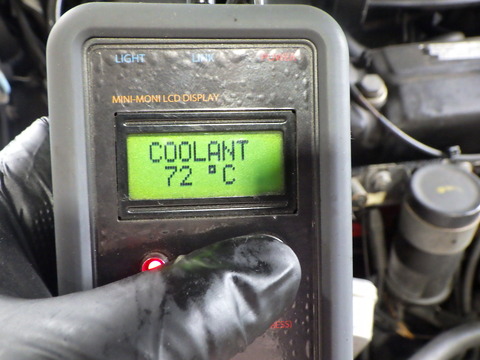 LIGHT LINK
MINI-MONI LCD DISPLAY
COOLANT
72 °C